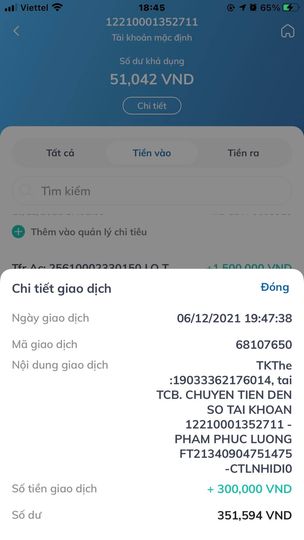 Viettel
18:45
65%
12210001352711
Tài khoản mặc định
Số dư khả dụng
51,042 VND
Chi tiết
Tất cả
Tiền vào
Tiền ra
Tìm kiếm
Thêm vào quản lý chi tiêu
Tfr Ac: 25610002330150 LO T
+1,500,000 VND
Chi tiết giao dịch
Đóng
Ngày giao dịch
06/12/2021 19:47:38
Mã giao dịch
68107650
Nội dung giao dịch
TKThe
:19033362176014, tai
TCB. CHUYEN TIEN DEN
SO TAI KHOAN
12210001352711 -
PHAM PHUC LUONG
FT21340904751475
-CTLNHIDI0
Số tiền giao dịch
+ 300,000 VND
Số dư
351,594 VND